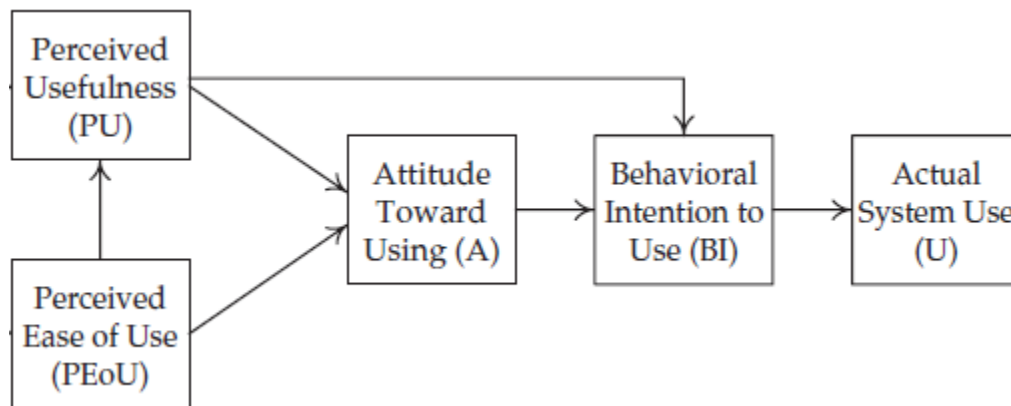 Perceived
Usefulness
(PU)
Attitude
Toward
Using (A)
Behavioral
Intention to
Use (BI)
Actual
System Use
(U)
Perceived
Ease of Use
(PEoU)